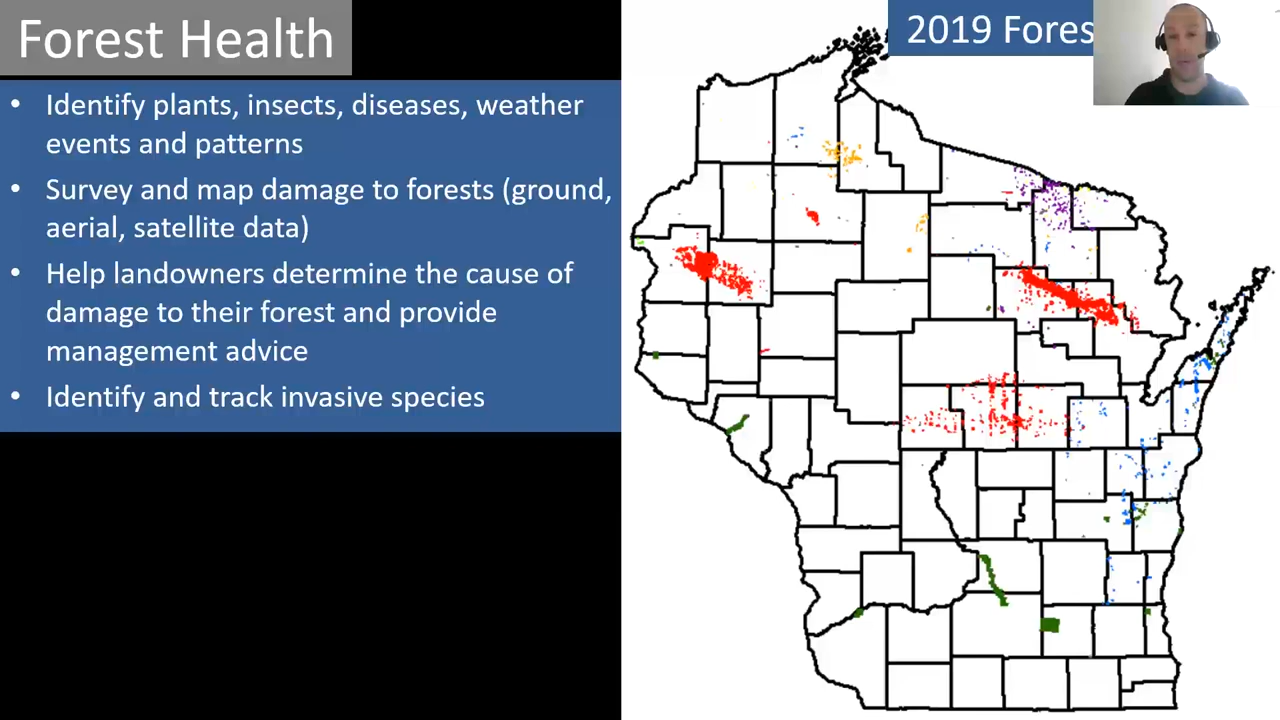 Forest Health
2019 Fores
• Identify plants, insects, diseases, weather
events and patterns
• Survey and map damage to forests (ground,
aerial, satellite data)
• Help landowners determine the cause of
damage to their forest and provide
management advice
• Identify and track invasive species